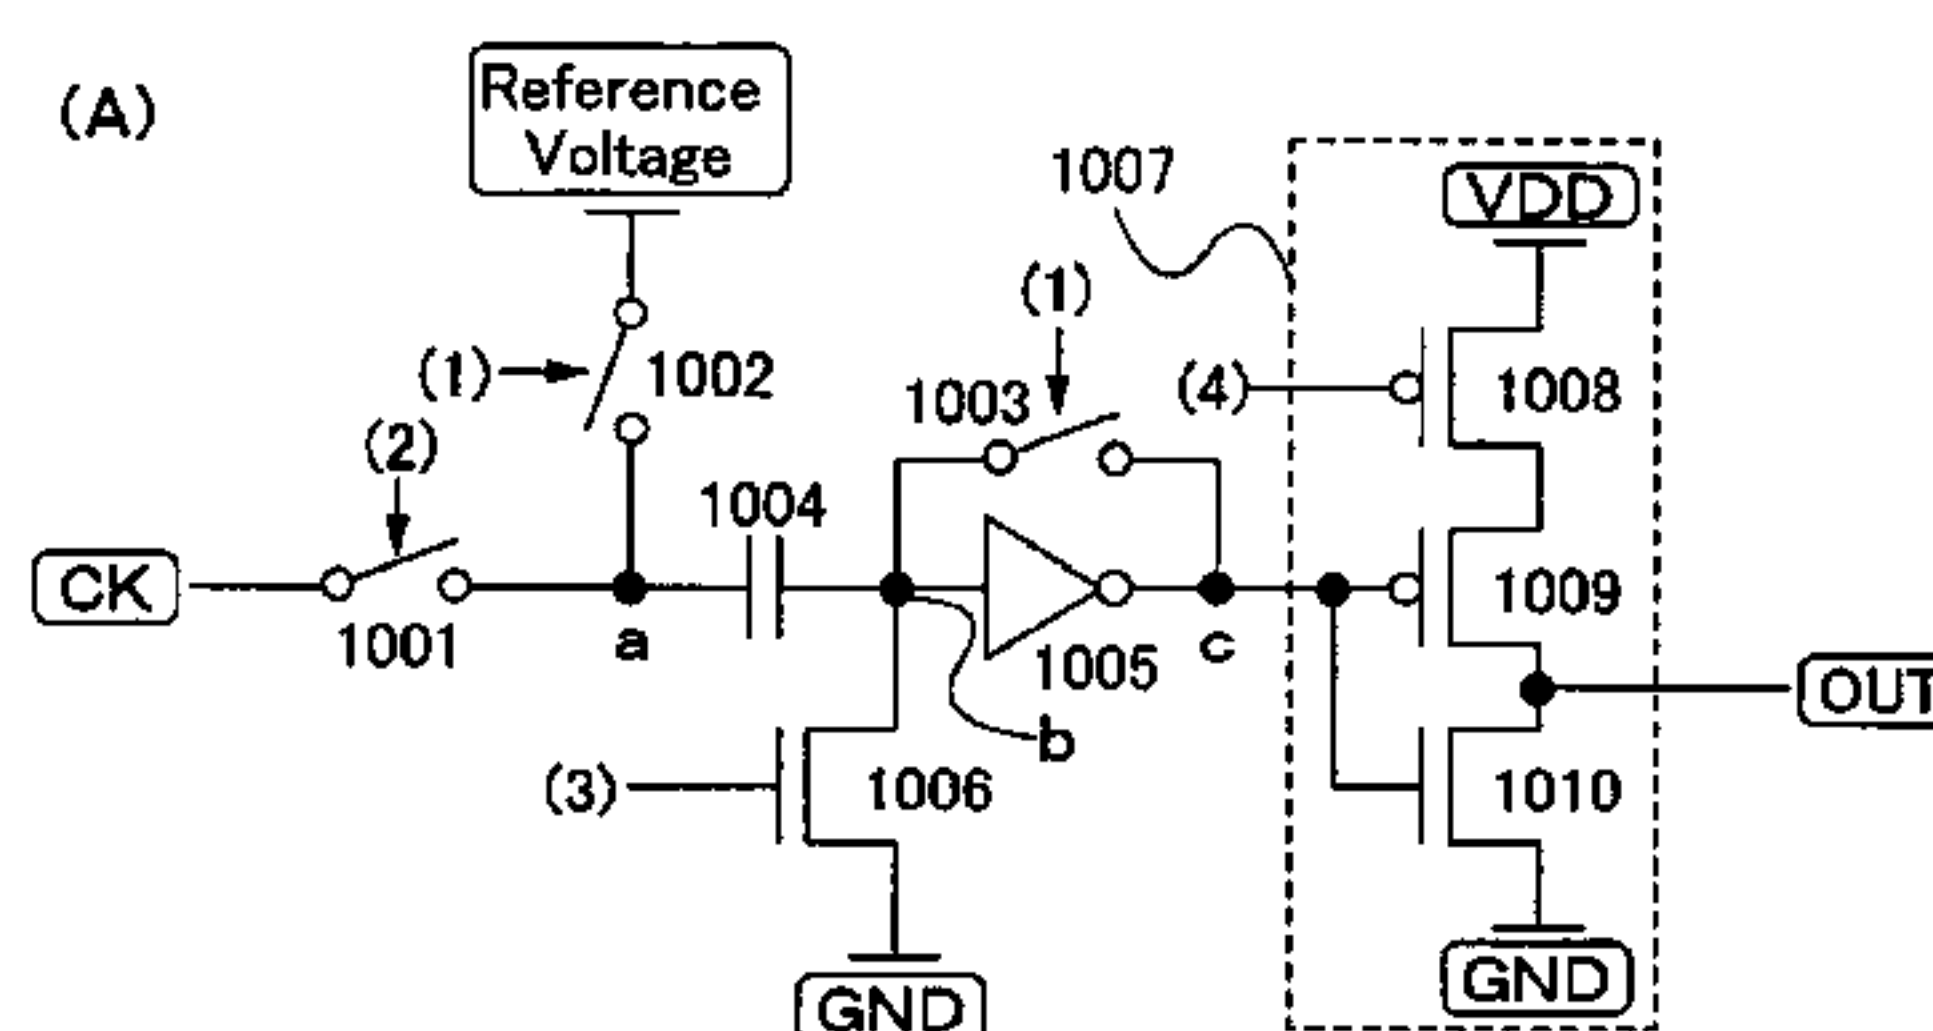 (A)
Reference
Voltage
1007
VDD
(1)
(1)
1002
1003
(4)
1008
(2)
1004
CK
1001
a
1005
c
1009
b
OUT
(3)
1006
1010
GND
GND